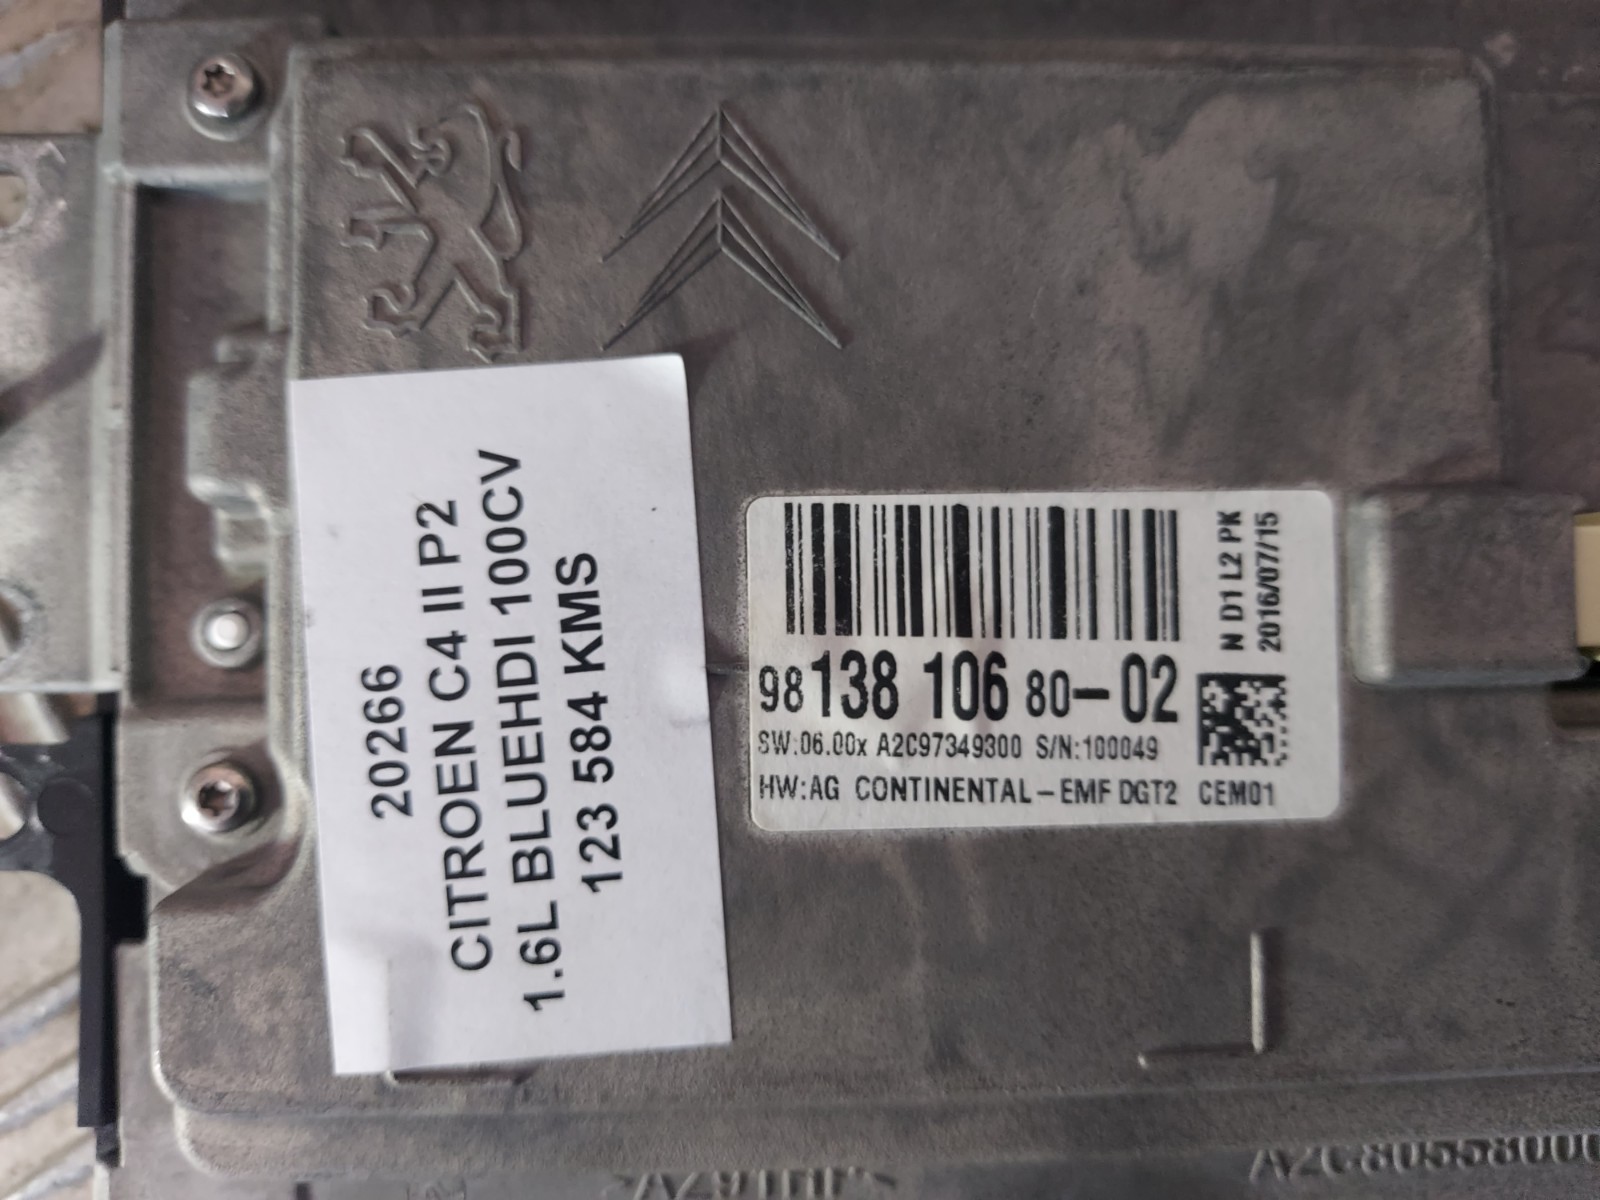 20266
CITROEN C4 II P2
1.6L BLUEHDI 100CV
123 584 KMS
98 138 106 80-02
SW:06.00x A2C97349300 S/N:100049
HW:AG CONTINENTAL-EMF DGT2 CEM01
N D1 L2 PK
2016/07/15